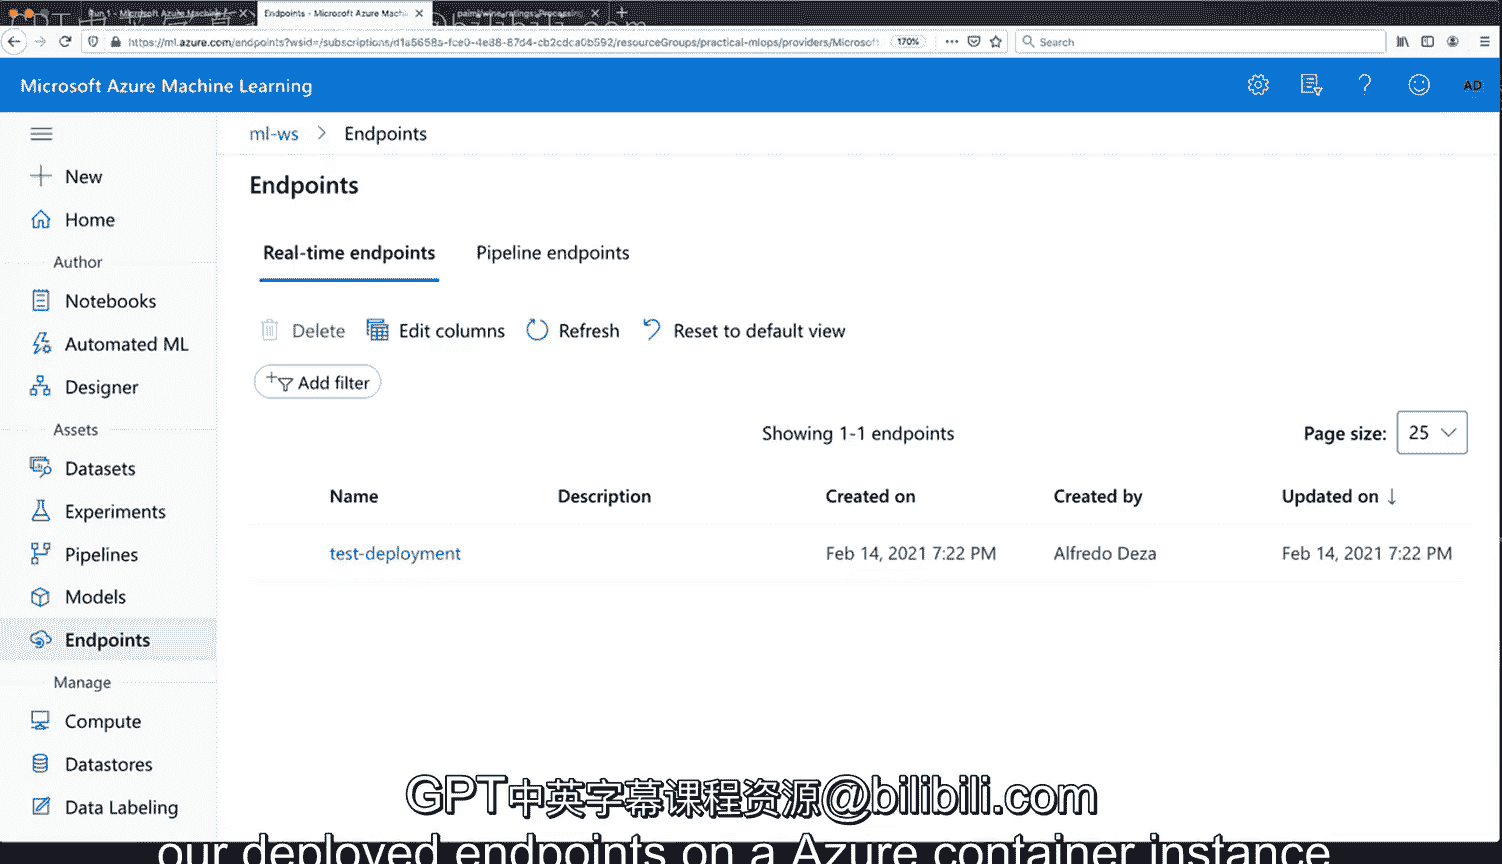 Endpoints - Microsoft Azure Machi
https://ml.azure.com/endpoints?wsid=/subscriptions/d1a5658a-fce0-4e38-87d4-cb2cdca0b592/resourceGroups/practical-mlops/providers/Microsoft
170%
Search
Microsoft Azure Machine Learning
AD
ml-ws > Endpoints
New
Home
Author
Notebooks
Automated ML
Designer
Assets
Datasets
Experiments
Pipelines
Models
Endpoints
Manage
Compute
Datastores
Data Labeling
Endpoints
Real-time endpoints Pipeline endpoints
Delete Edit columns Refresh Reset to default view
Add filter
Showing 1-1 endpoints
Page size: 25
Name Description Created on Created by Updated on ↓
test-deployment Feb 14, 2021 7:22 PM Alfredo Deza Feb 14, 2021 7:22 PM
GPT中英字幕课程资源@bilibili.com
our deployed endpoints on a Azure container instance